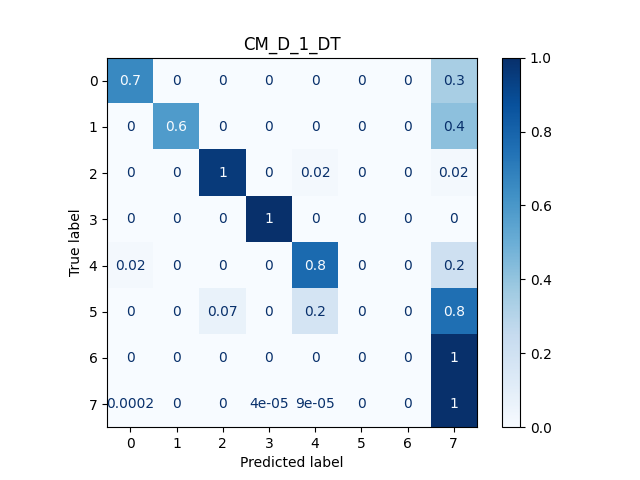 CM_D_1_DT
True label
0 0.7 0 0 0 0 0 0 0.3
1 0 0.6 0 0 0 0 0 0.4
2 0 0 1 0 0.02 0 0 0.02
3 0 0 0 1 0 0 0 0
4 0.02 0 0 0 0.8 0 0 0.2
5 0 0 0.07 0 0.2 0 0 0.8
6 0 0 0 0 0 0 0 1
7 0.0002 0 0 4e-05 9e-05 0 0 1
0 1 2 3 4 5 6 7
Predicted label
1.0
0.8
0.6
0.4
0.2
0.0